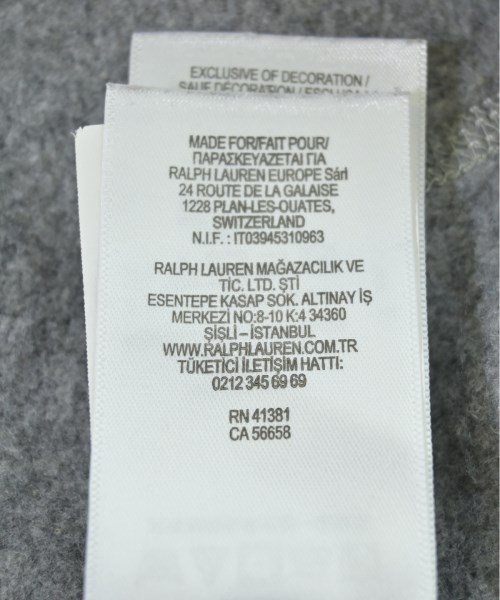 EXCLUSIVE OF DECORATION /
SAUF DÉCORATION /
MADE FOR/FAIT POUR/
ΠΑΡΑΣΚΕΥΑΖΕΤΑΙ ΓΙΑ
RALPH LAUREN EUROPE Sárl
24 ROUTE DE LA GALAISE
1228 PLAN-LES-OUATES,
SWITZERLAND
N.I.F. : IT03945310963
RALPH LAUREN MAĞAZACILIK VE
TİC. LTD. ŞTİ
ESENTEPE KASAP SOK. ALTINAY İŞ
MERKEZİ NO:8-10 K:4 34360
ŞİŞLİ – İSTANBUL
WWW.RALPHLAUREN.COM.TR
TÜKETİCİ İLETİŞİM HATTI:
0212 345 69 69
RN 41381
CA 56658